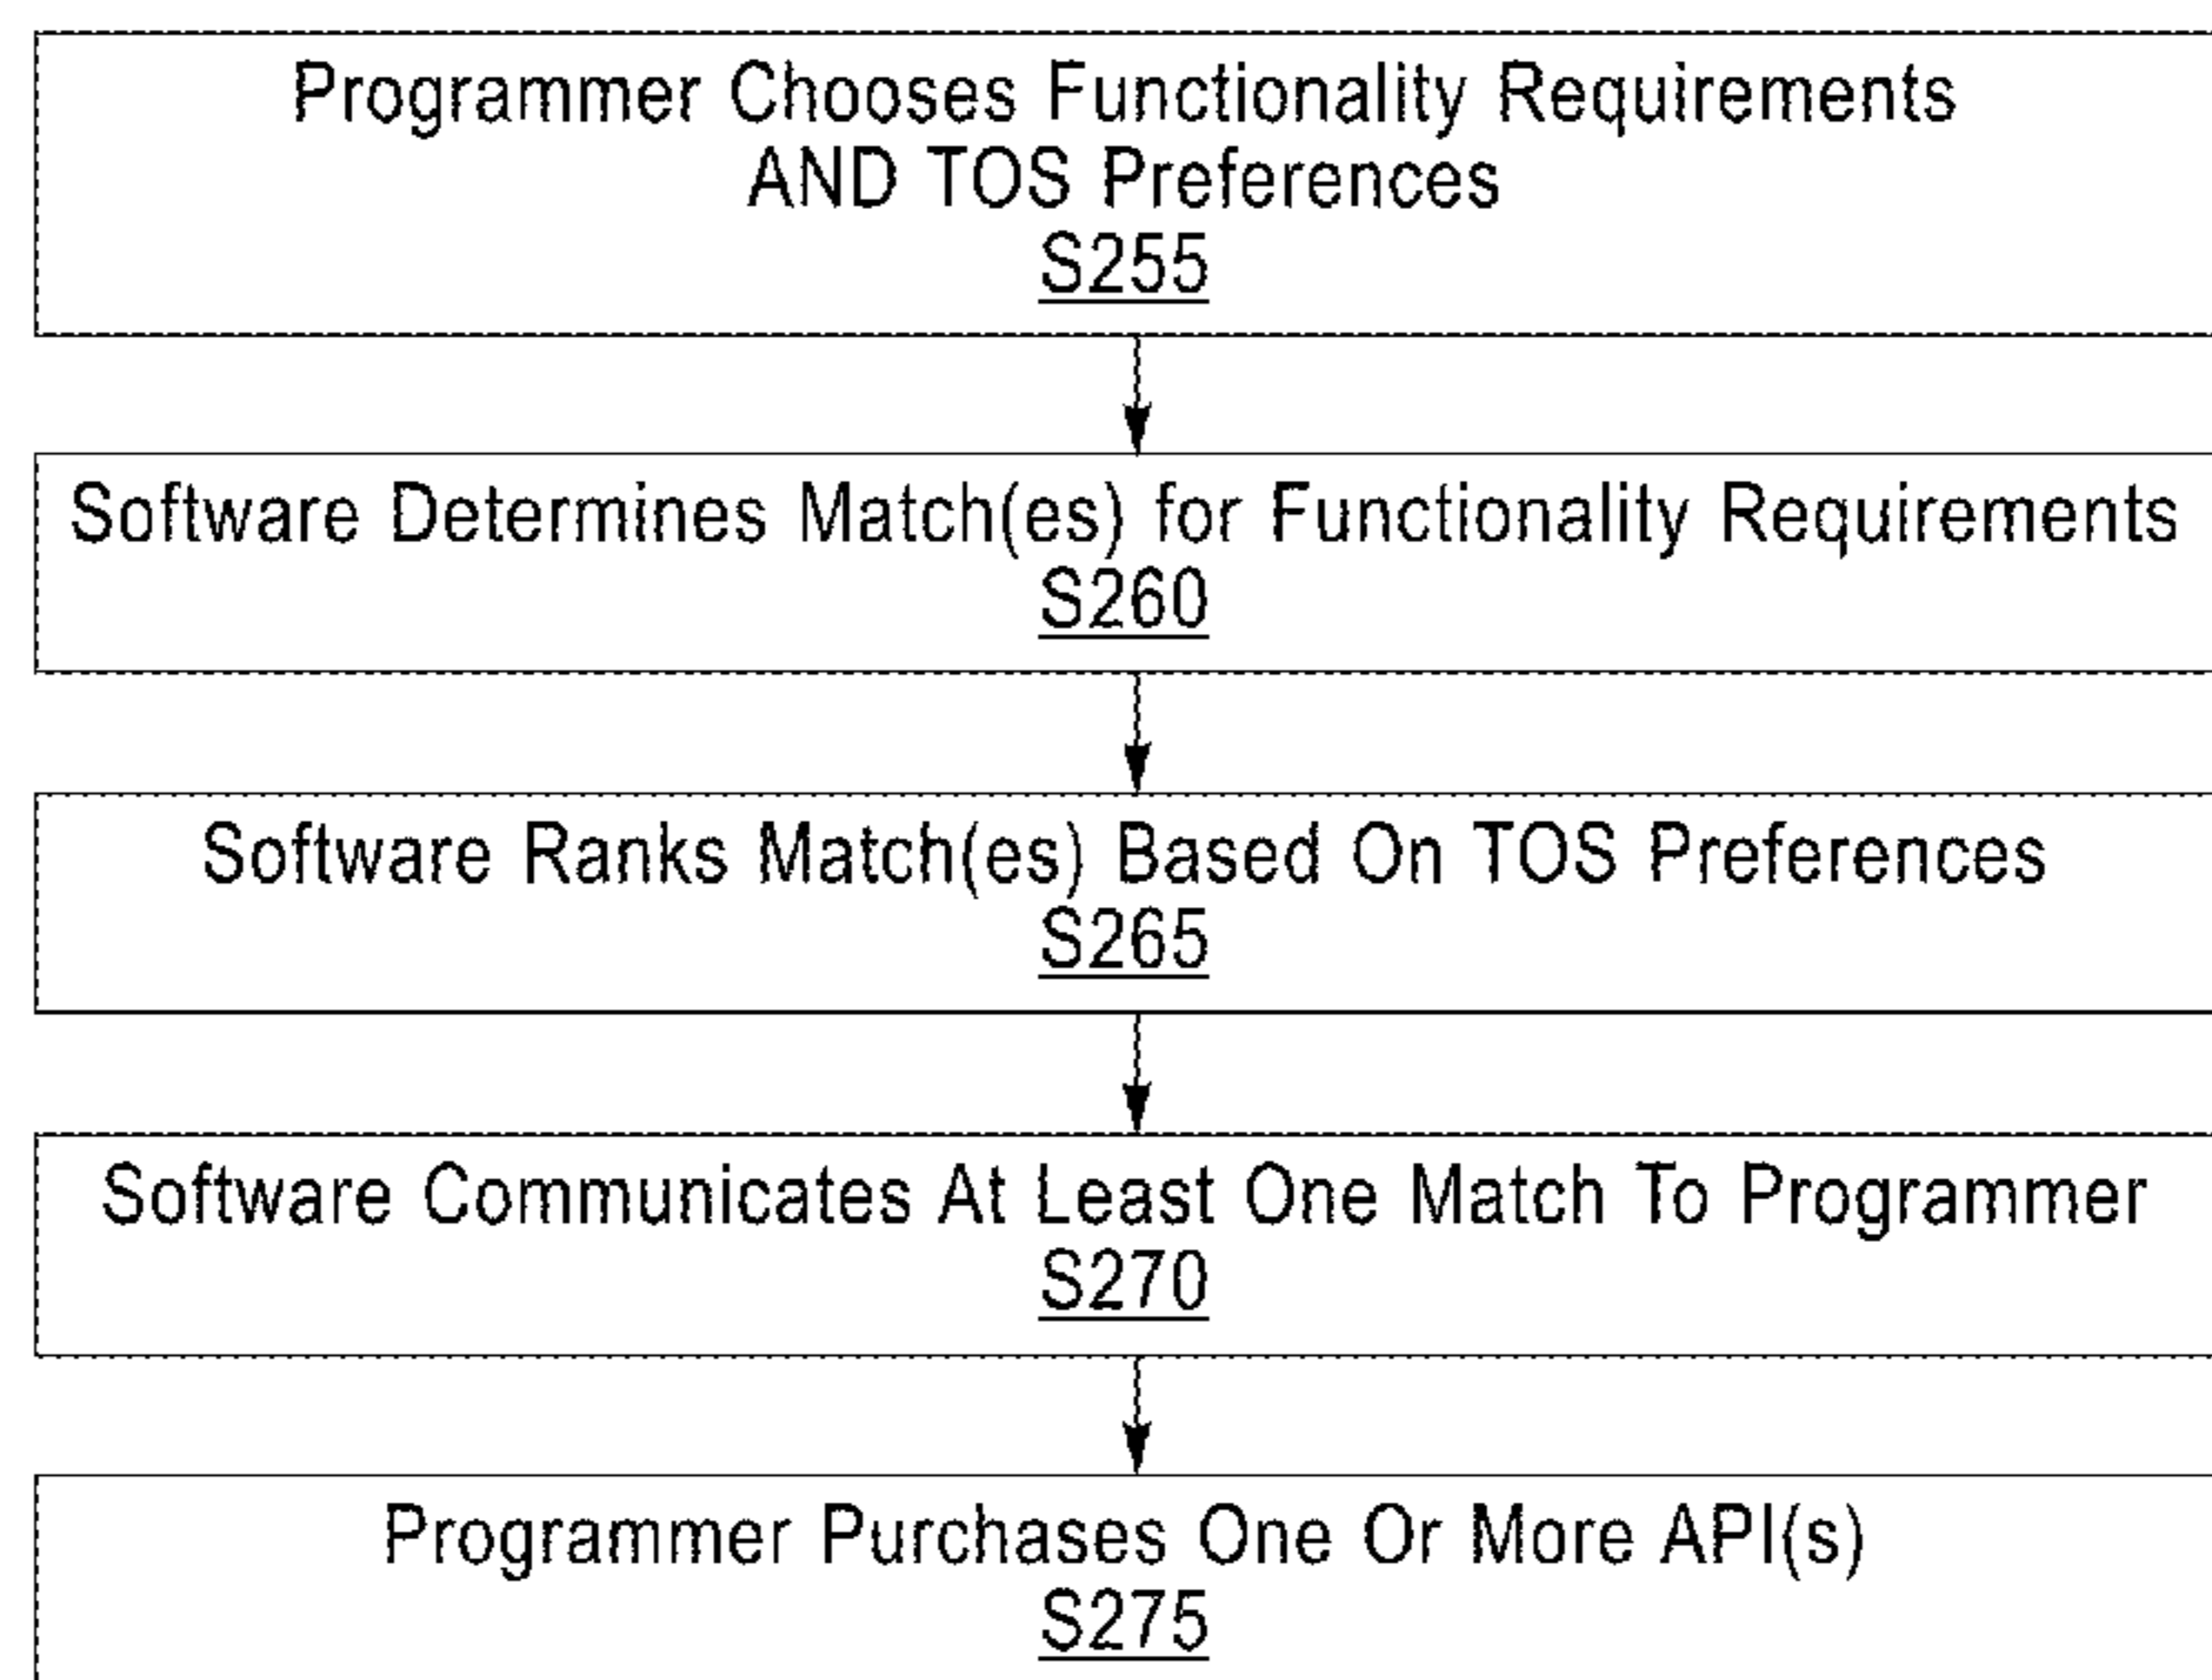 Programmer Chooses Functionality Requirements
AND TOS Preferences
S255
Software Determines Match(es) for Functionality Requirements
S260
Software Ranks Match(es) Based On TOS Preferences
S265
Software Communicates At Least One Match To Programmer
S270
Programmer Purchases One Or More API(s)
S275